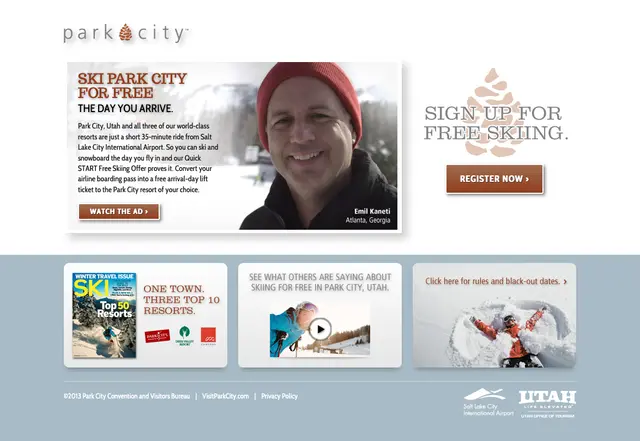 park city
SKI PARK CITY
FOR FREE
THE DAY YOU ARRIVE.
Park City, Utah and all three of our world-class
resorts are just a short 35-minute ride from Salt
Lake City International Airport. So you can ski and
snowboard the day you fly in and our Quick
START Free Skiing Offer proves it. Convert your
airline boarding pass into a free arrival-day lift
ticket to the Park City resort of your choice.
WATCH THE AD ›
Emil Kaneti
Atlanta, Georgia
SIGN UP FOR
FREE SKIING.
REGISTER NOW ›
WINTER TRAVEL ISSUE
SKI
Top 50
Resorts
ONE TOWN.
THREE TOP 10
RESORTS.
SEE WHAT OTHERS ARE SAYING ABOUT
SKIING FOR FREE IN PARK CITY, UTAH.
Click here for rules and black-out dates. ›
©2013 Park City Convention and Visitors Bureau | VisitParkCity.com | Privacy Policy
Salt Lake City
International Airport
UTAH
LIFE ELEVATED
UTAH OFFICE OF TOURISM